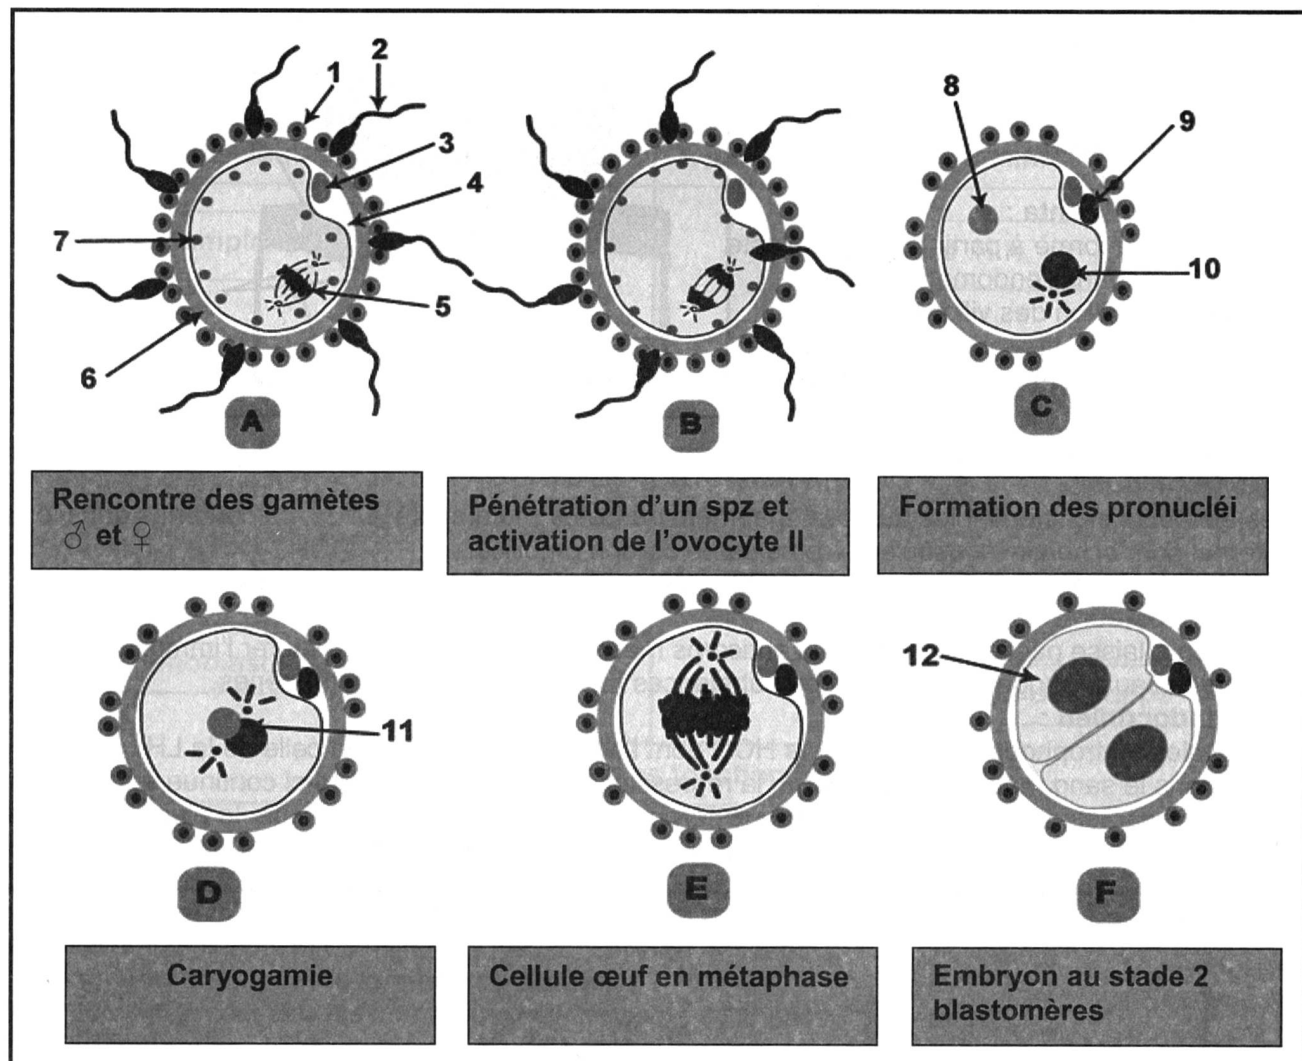 1
2
3
4
5
6
7
A
B
8
9
10
C
Rencontre des gamètes
♂ et ♀
Pénétration d'un spz et
activation de l'ovocyte II
Formation des pronucléi
11
D
E
12
F
Caryogamie
Cellule œuf en métaphase
Embryon au stade 2
blastomères